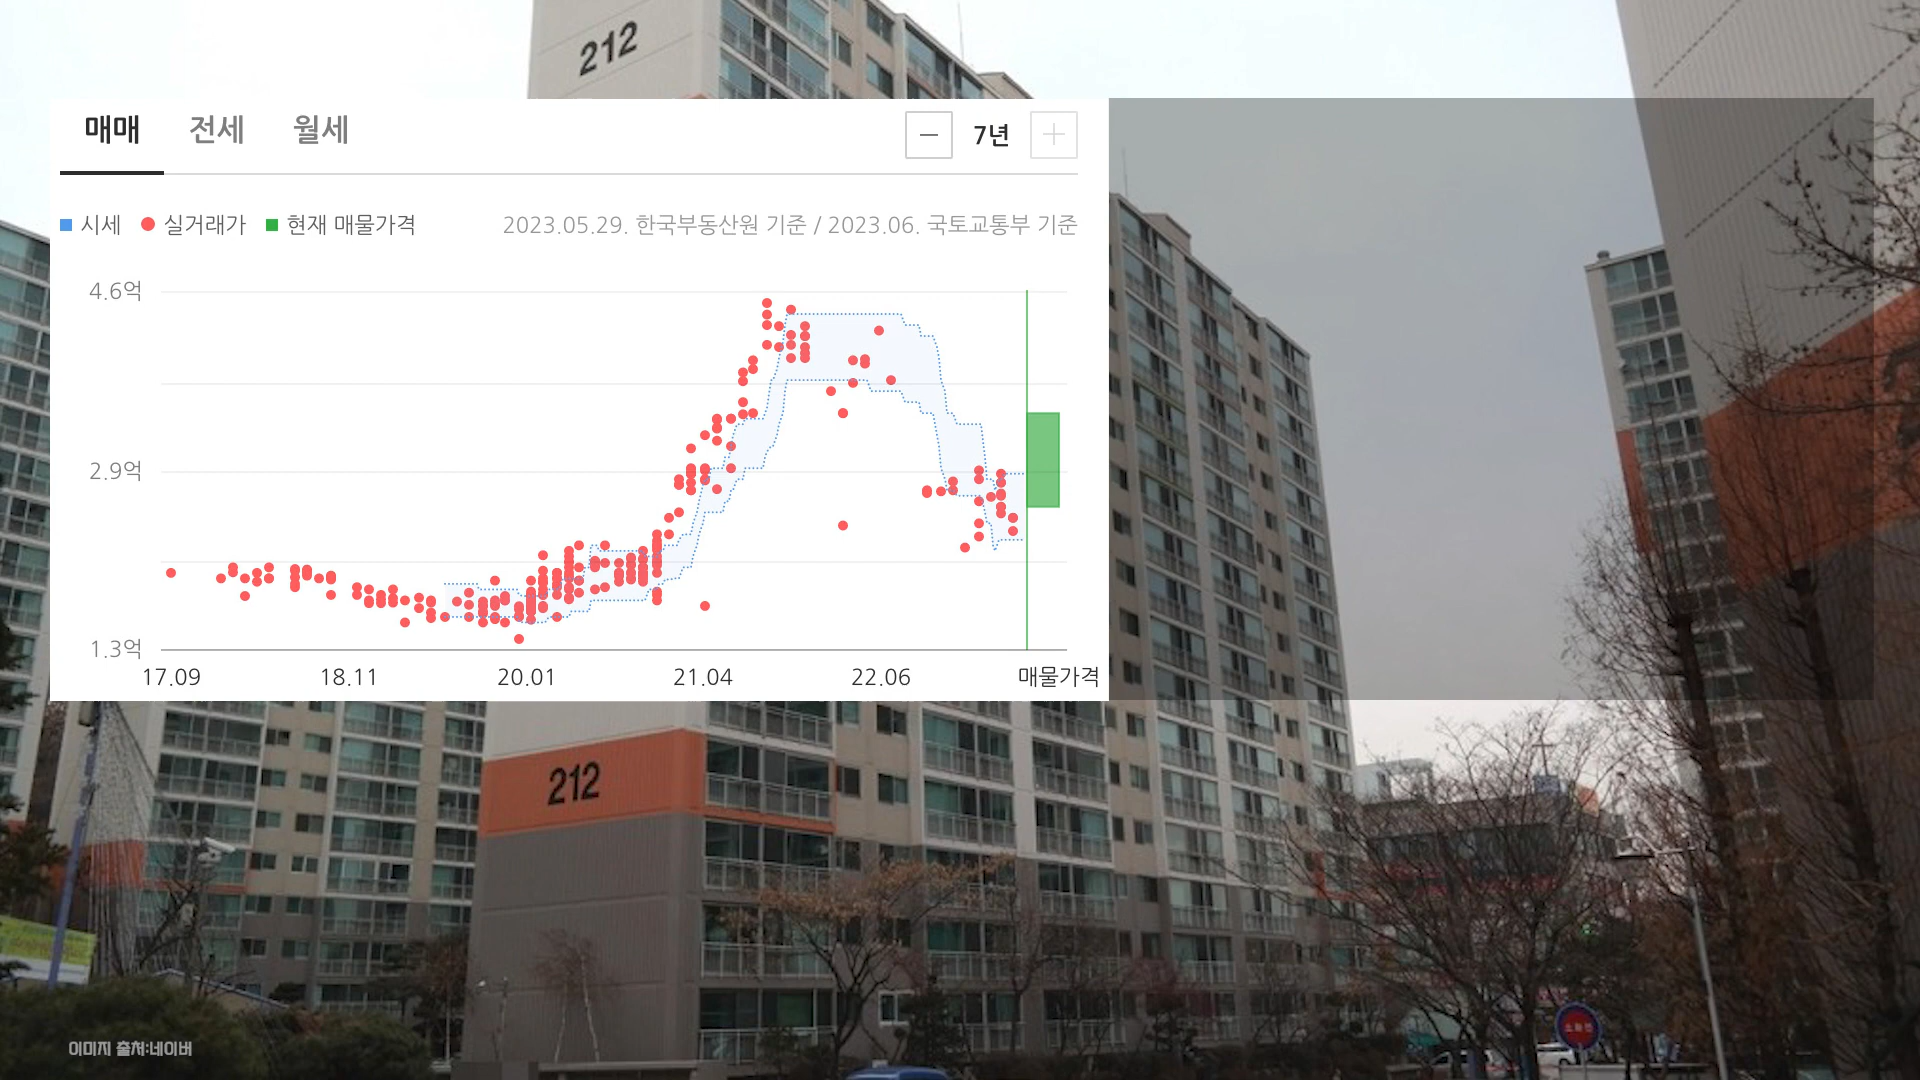 212
매매 전세 월세
7년
시세 실거래가 현재 매물가격
2023.05.29. 한국부동산원 기준 / 2023.06. 국토교통부 기준
4.6억
2.9억
1.3억
17.09 18.11 20.01 21.04 22.06 매물가격
212
이미지 출처:네이버